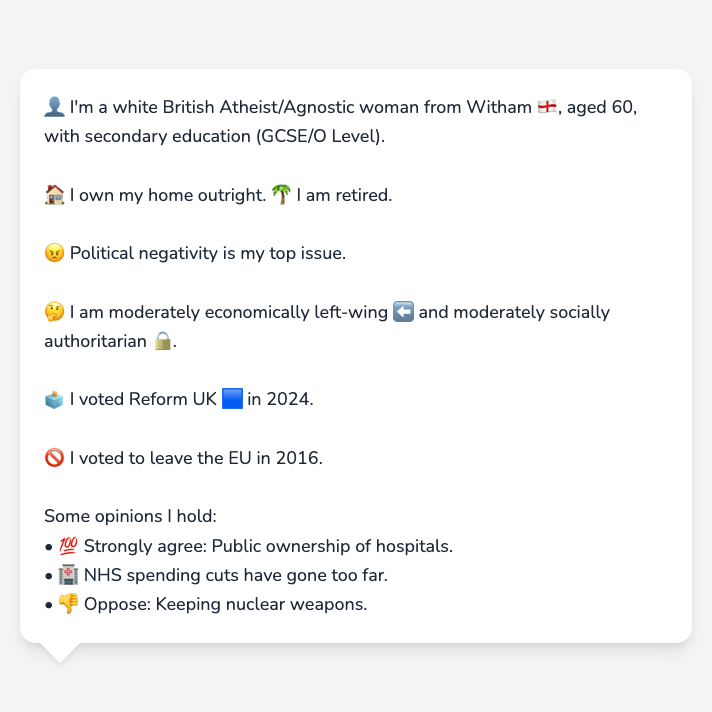 👤 I'm a white British Atheist/Agnostic woman from Witham 🏴󠁧󠁢󠁥󠁮󠁧󠁿, aged 60,
with secondary education (GCSE/O Level).
🏠 I own my home outright. 🌴 I am retired.
😠 Political negativity is my top issue.
🤔 I am moderately economically left-wing ⬅️ and moderately socially
authoritarian 🔒.
🗳️ I voted Reform UK 🟦 in 2024.
🚫 I voted to leave the EU in 2016.
Some opinions I hold:
• 💯 Strongly agree: Public ownership of hospitals.
• 🏥 NHS spending cuts have gone too far.
• 👎 Oppose: Keeping nuclear weapons.